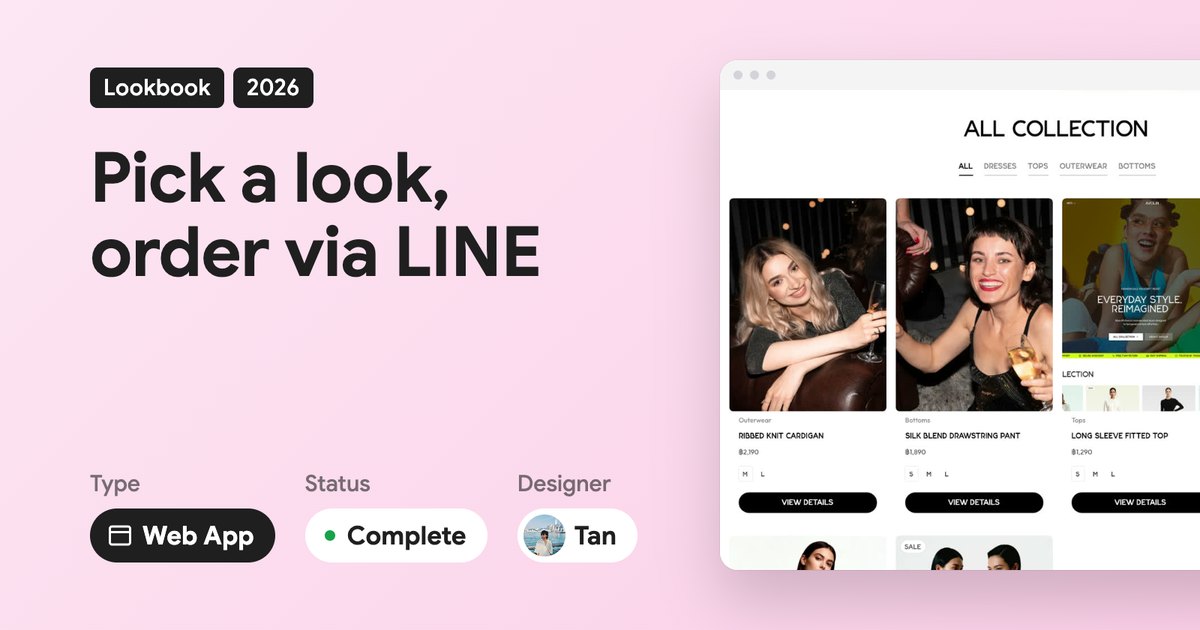 Lookbook
2026
Pick a look,
order via LINE
Type
Status
Designer
Web App
Complete
Tan
ALL COLLECTION
ALL
DRESSES
TOPS
OUTERWEAR
BOTTOMS
EVERYDAY STYLE.
REIMAGINED
LECTION
Outerwear
RIBBED KNIT CARDIGAN
฿2,190
M L
VIEW DETAILS
Bottoms
SILK BLEND DRAWSTRING PANT
฿1,890
S M L
VIEW DETAILS
Tops
LONG SLEEVE FITTED TOP
฿1,290
S M L
VIEW DETAILS
SALE